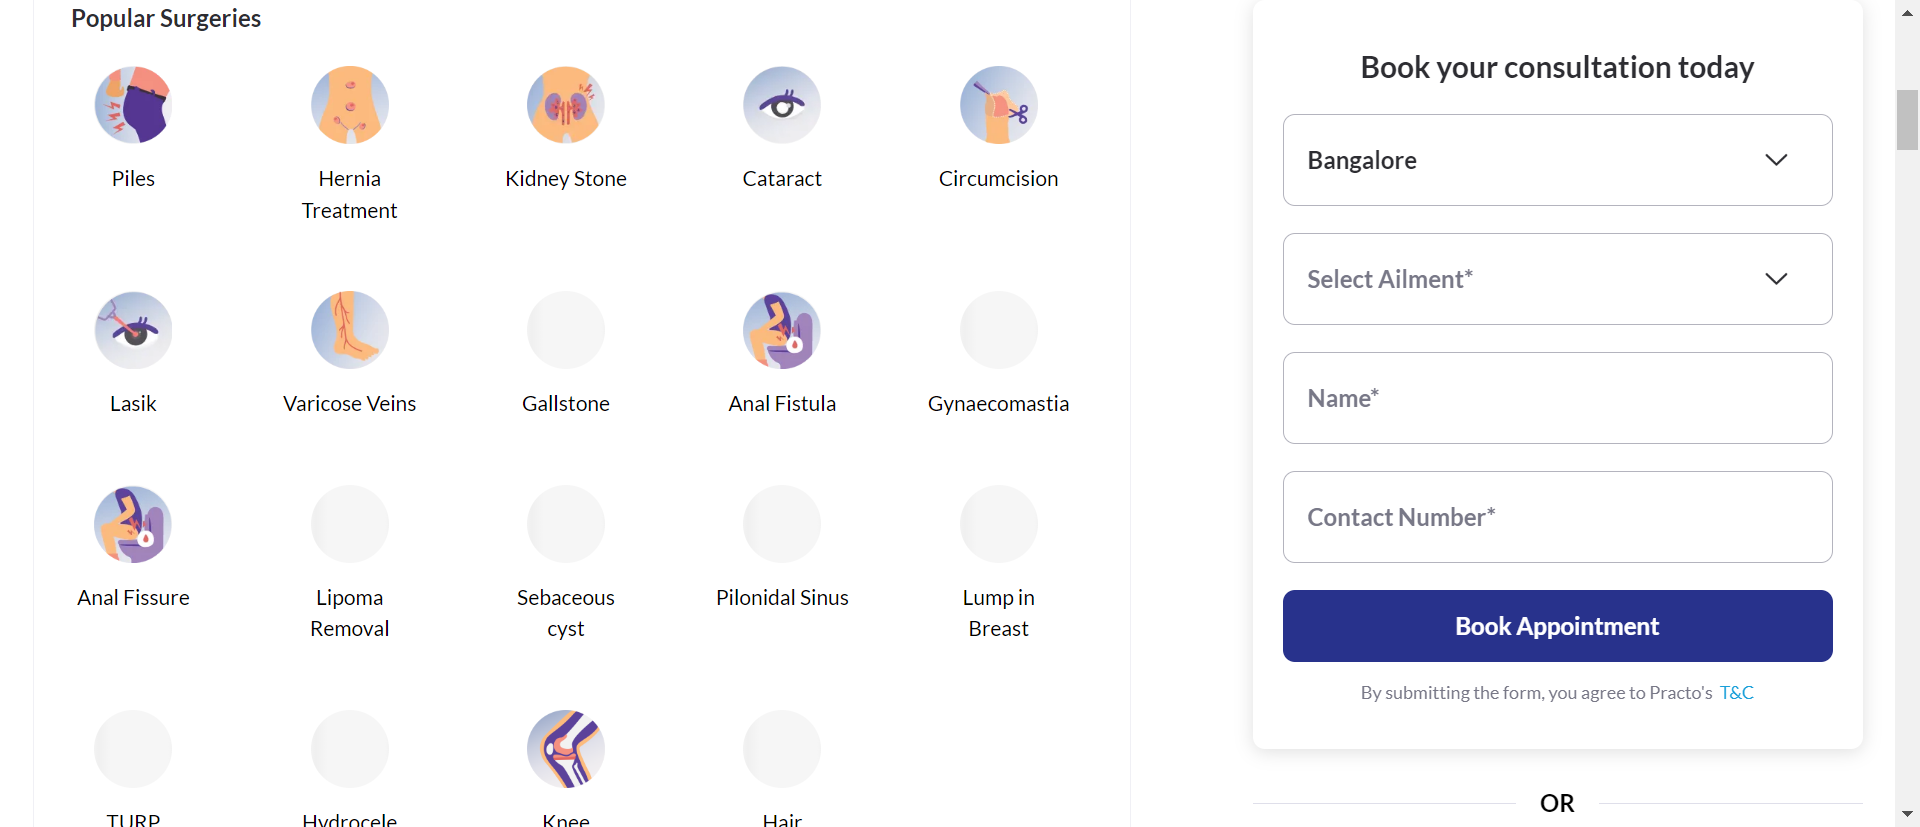 Popular Surgeries
Piles
Hernia
Treatment
Kidney Stone
Cataract
Circumcision
Lasik
Varicose Veins
Gallstone
Anal Fistula
Gynaecomastia
Anal Fissure
Lipoma
Removal
Sebaceous
cyst
Pilonidal Sinus
Lump in
Breast
TURP
Hydrocele
Knee
Hair
Book your consultation today
Bangalore
Select Ailment*
Name*
Contact Number*
Book Appointment
By submitting the form, you agree to Practo's T&C
OR